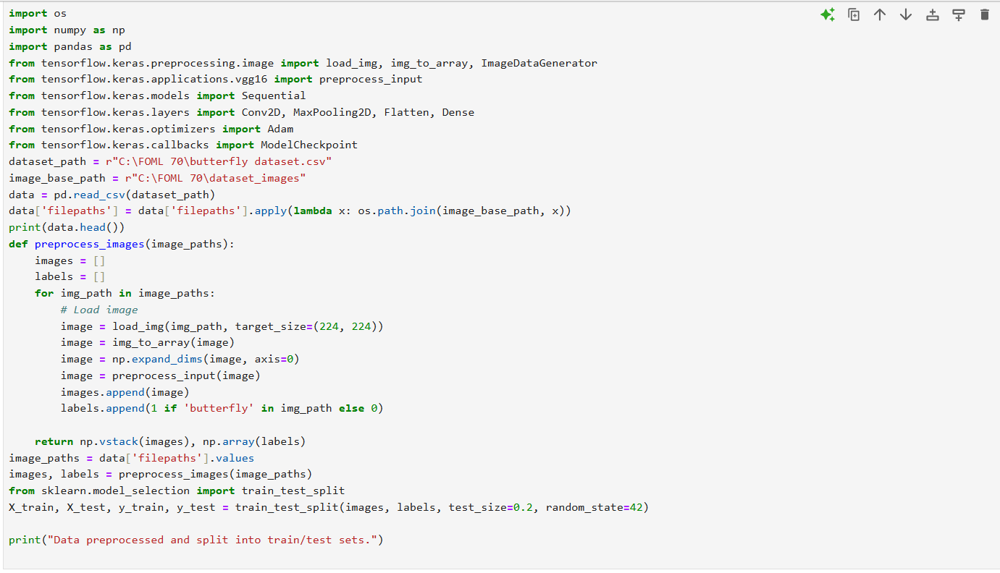 import os
import numpy as np
import pandas as pd
from tensorflow.keras.preprocessing.image import load_img, img_to_array, ImageDataGenerator
from tensorflow.keras.applications.vgg16 import preprocess_input
from tensorflow.keras.models import Sequential
from tensorflow.keras.layers import Conv2D, MaxPooling2D, Flatten, Dense
from tensorflow.keras.optimizers import Adam
from tensorflow.keras.callbacks import ModelCheckpoint
dataset_path = r"C:\FOML 70\butterfly dataset.csv"
image_base_path = r"C:\FOML 70\dataset_images"
data = pd.read_csv(dataset_path)
data['filepaths'] = data['filepaths'].apply(lambda x: os.path.join(image_base_path, x))
print(data.head())
def preprocess_images(image_paths):
    images = []
    labels = []
    for img_path in image_paths:
        # Load image
        image = load_img(img_path, target_size=(224, 224))
        image = img_to_array(image)
        image = np.expand_dims(image, axis=0)
        image = preprocess_input(image)
        images.append(image)
        labels.append(1 if 'butterfly' in img_path else 0)

    return np.vstack(images), np.array(labels)
image_paths = data['filepaths'].values
images, labels = preprocess_images(image_paths)
from sklearn.model_selection import train_test_split
X_train, X_test, y_train, y_test = train_test_split(images, labels, test_size=0.2, random_state=42)

print("Data preprocessed and split into train/test sets.")